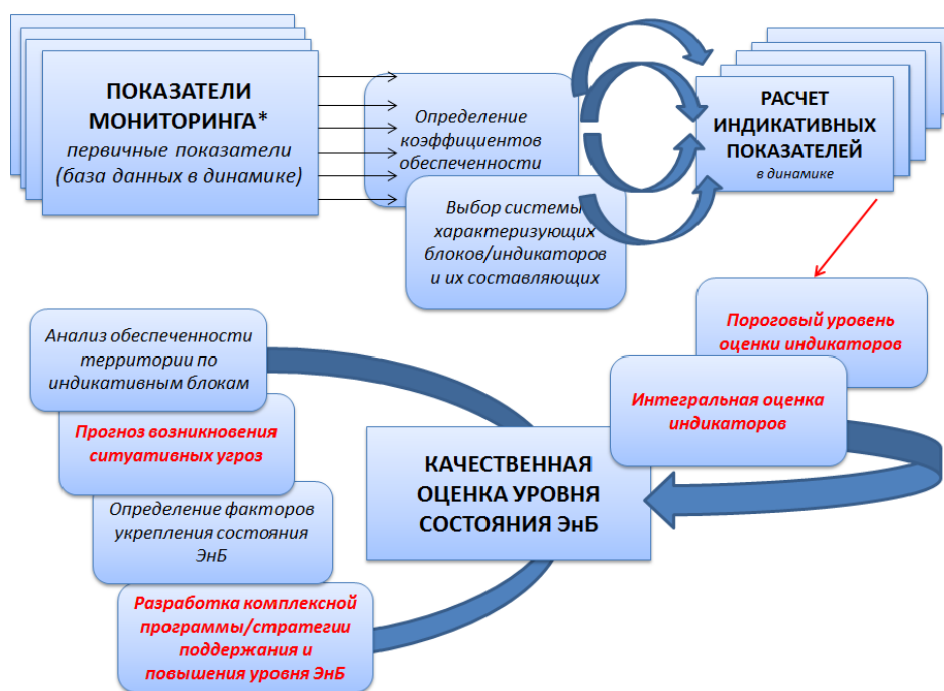 ПОКАЗАТЕЛИ
МОНИТОРИНГА*
первичные показатели
(база данных в динамике)
Определение
коэффициентов
обеспеченности
Выбор системы
характеризующих
блоков/индикаторов
и их составляющих
РАСЧЕТ
ИНДИКАТИВНЫХ
ПОКАЗАТЕЛЕЙ
в динамике
Пороговый уровень
оценки индикаторов
Интегральная оценка
индикаторов
КАЧЕСТВЕННАЯ
ОЦЕНКА УРОВНЯ
СОСТОЯНИЯ ЭнБ
Анализ обеспеченности
территории по
индикативным блокам
Прогноз возникновения
ситуативных угроз
Определение факторов
укрепления состояния
ЭнБ
Разработка комплексной
программы/стратегии
поддержания и
повышения уровня ЭнБ